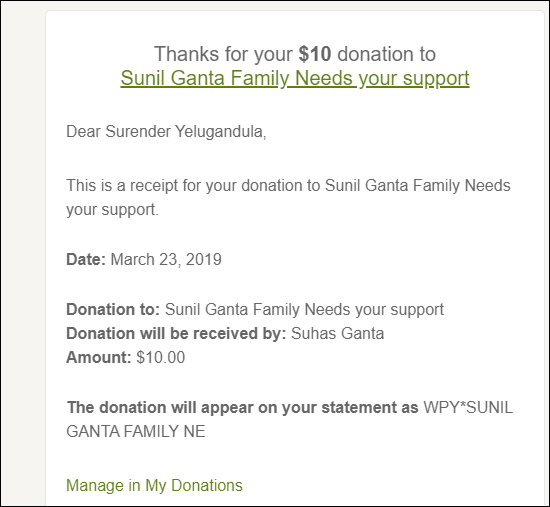 Thanks for your $10 donation to
Sunil Ganta Family Needs your support
Dear Surender Yelugandula,
This is a receipt for your donation to Sunil Ganta Family Needs
your support.
Date: March 23, 2019
Donation to: Sunil Ganta Family Needs your support
Donation will be received by: Suhas Ganta
Amount: $10.00
The donation will appear on your statement as WPY*SUNIL
GANTA FAMILY NE
Manage in My Donations